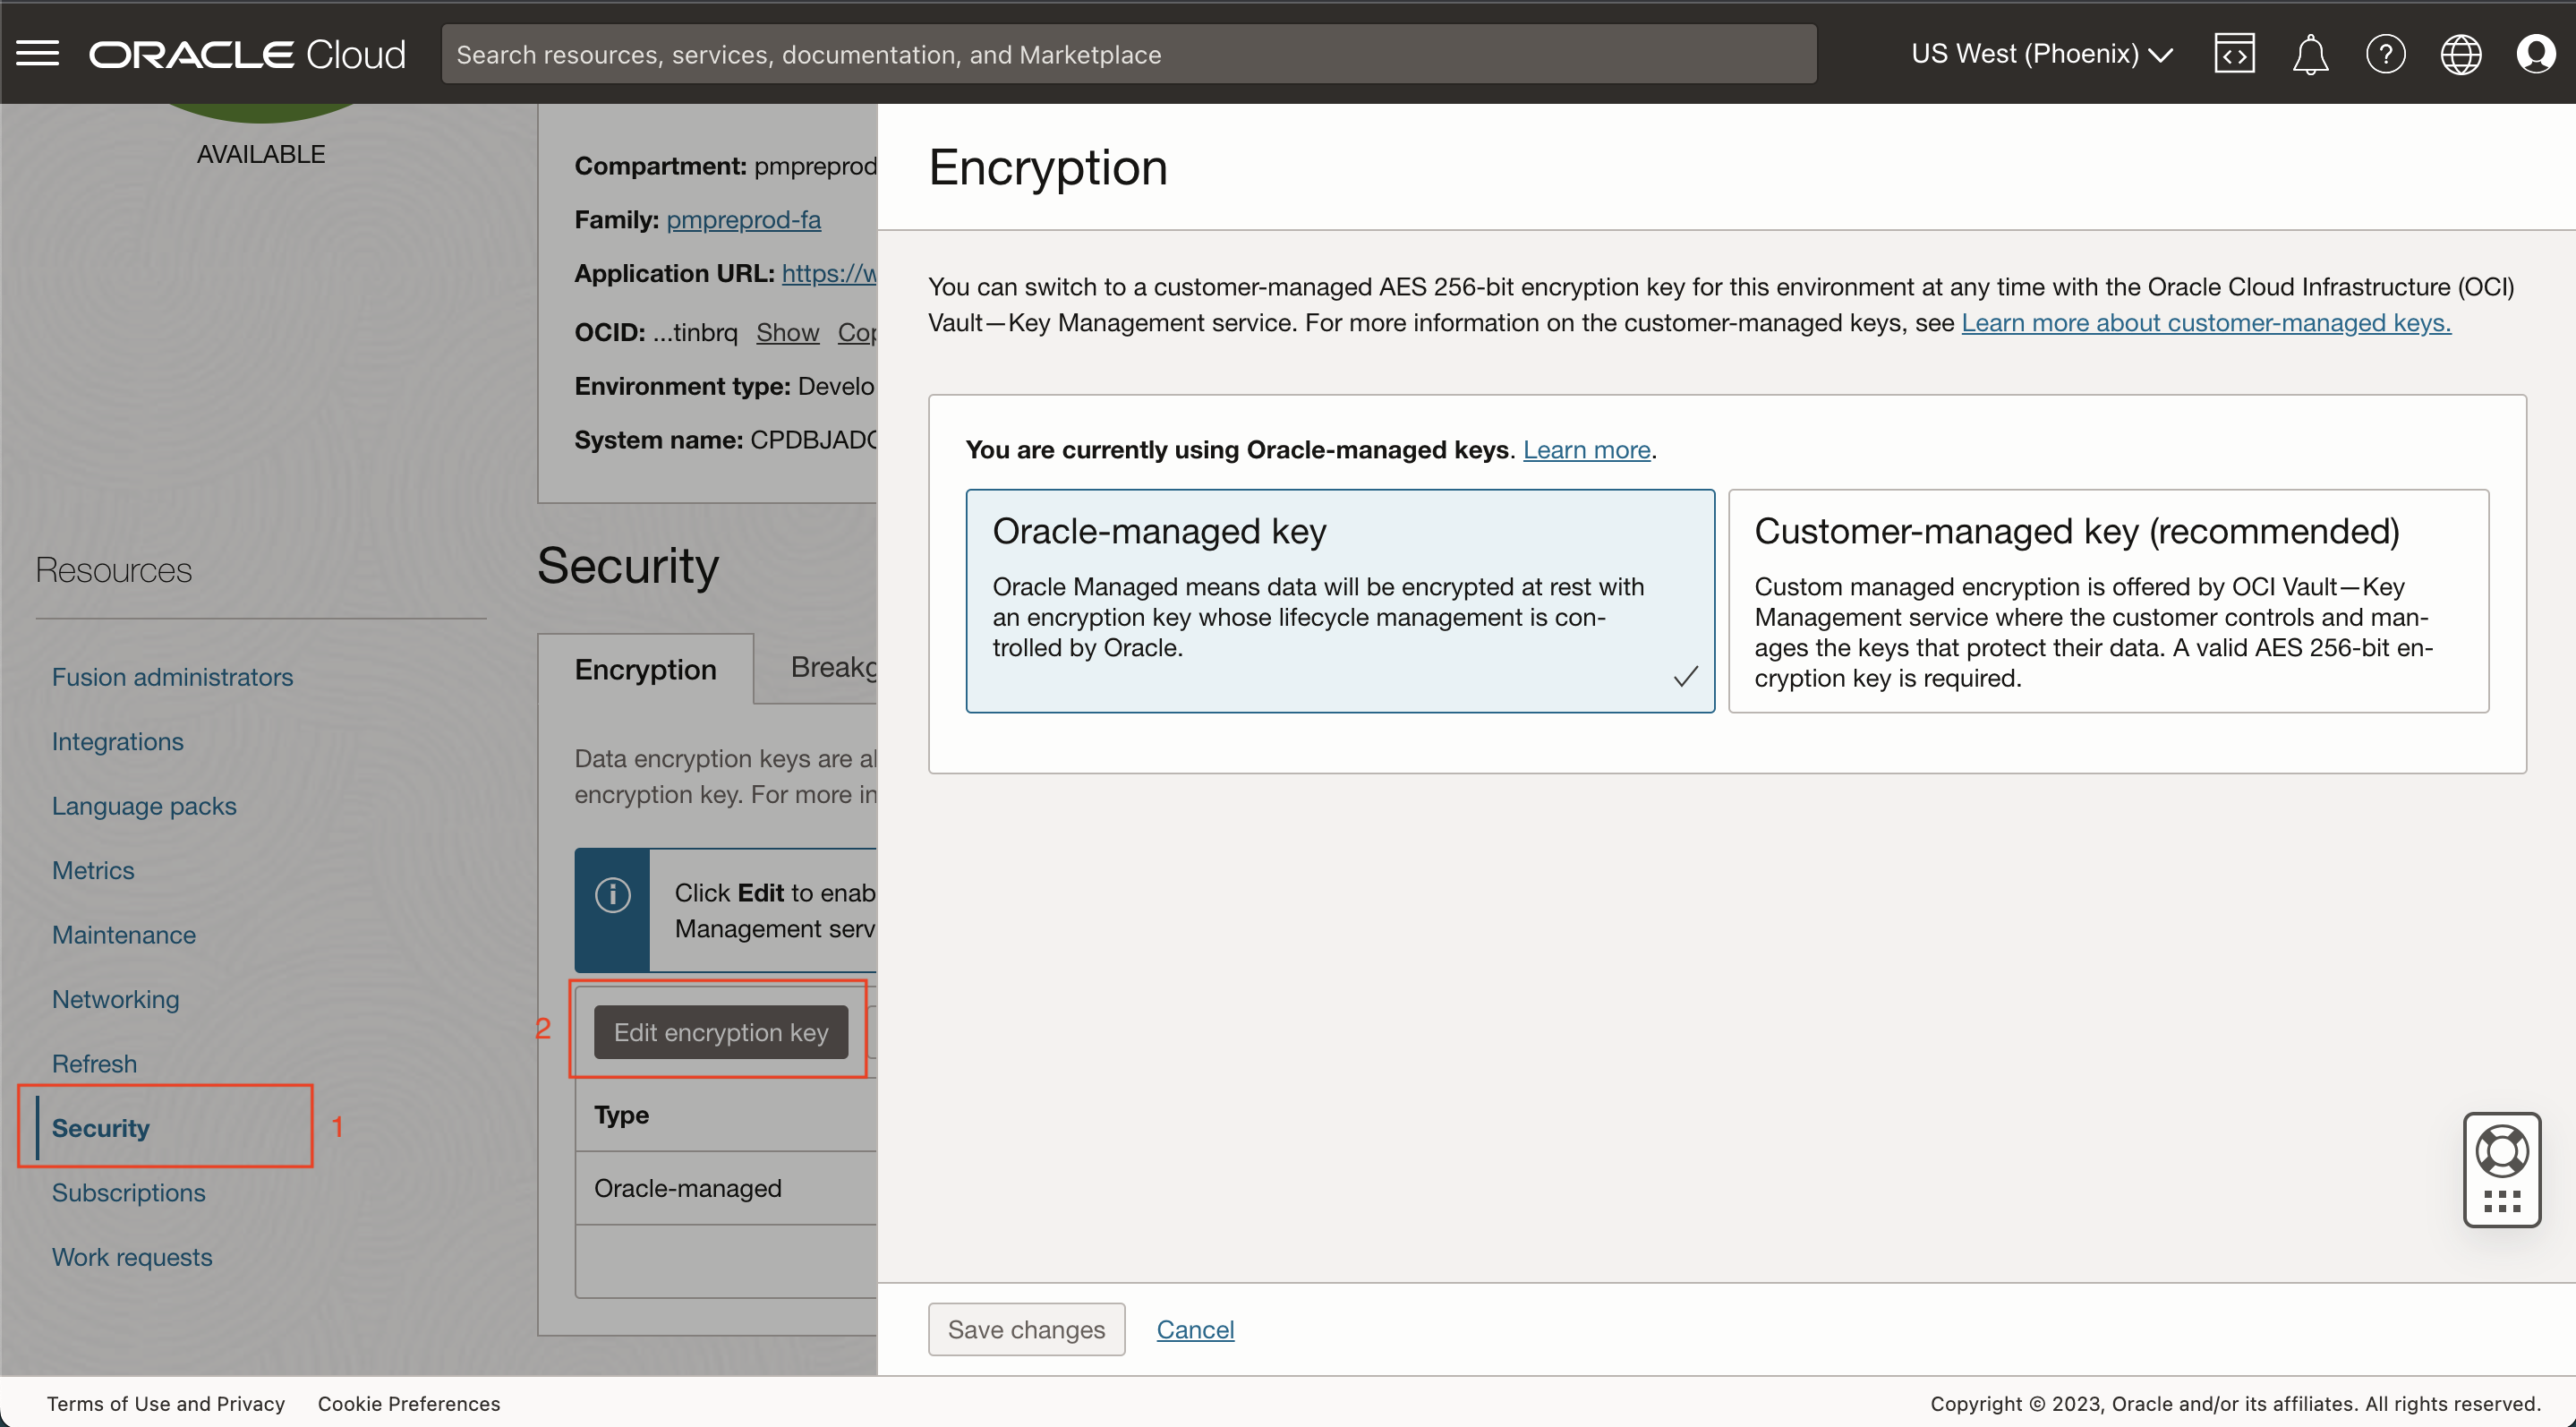 ORACLE Cloud
Search resources, services, documentation, and Marketplace
US West (Phoenix)
AVAILABLE
Compartment: pmpreprod
Family: pmpreprod-fa
Application URL: https://w
OCID: ...tinbrq Show Cop
Environment type: Develo
System name: CPDBJADC
Resources
Fusion administrators
Integrations
Language packs
Metrics
Maintenance
Networking
Refresh
Security
1
Subscriptions
Work requests
Security
Encryption
Breakg
Data encryption keys are al
encryption key. For more in
Click Edit to enab
Management serv
2
Edit encryption key
Type
Oracle-managed
Encryption
You can switch to a customer-managed AES 256-bit encryption key for this environment at any time with the Oracle Cloud Infrastructure (OCI)
Vault—Key Management service. For more information on the customer-managed keys, see Learn more about customer-managed keys.
You are currently using Oracle-managed keys. Learn more.
Oracle-managed key
Oracle Managed means data will be encrypted at rest with
an encryption key whose lifecycle management is con-
trolled by Oracle.
Customer-managed key (recommended)
Custom managed encryption is offered by OCI Vault—Key
Management service where the customer controls and man-
ages the keys that protect their data. A valid AES 256-bit en-
cryption key is required.
Save changes
Cancel
Terms of Use and Privacy
Cookie Preferences
Copyright © 2023, Oracle and/or its affiliates. All rights reserved.